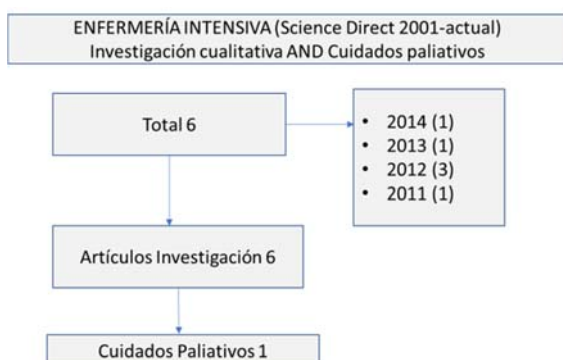 ENFERMERÍA INTENSIVA (Science Direct 2001-actual)
Investigación cualitativa AND Cuidados paliativos
Total 6
• 2014 (1)
• 2013 (1)
• 2012 (3)
• 2011 (1)
Artículos Investigación 6
Cuidados Paliativos 1